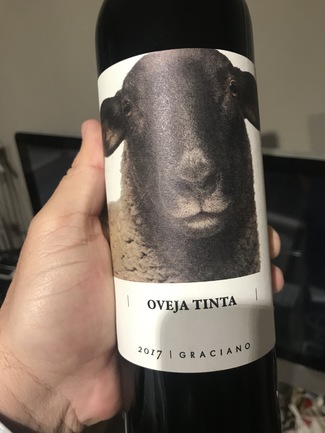 OVEJA TINTA
2017 | GRACIANO